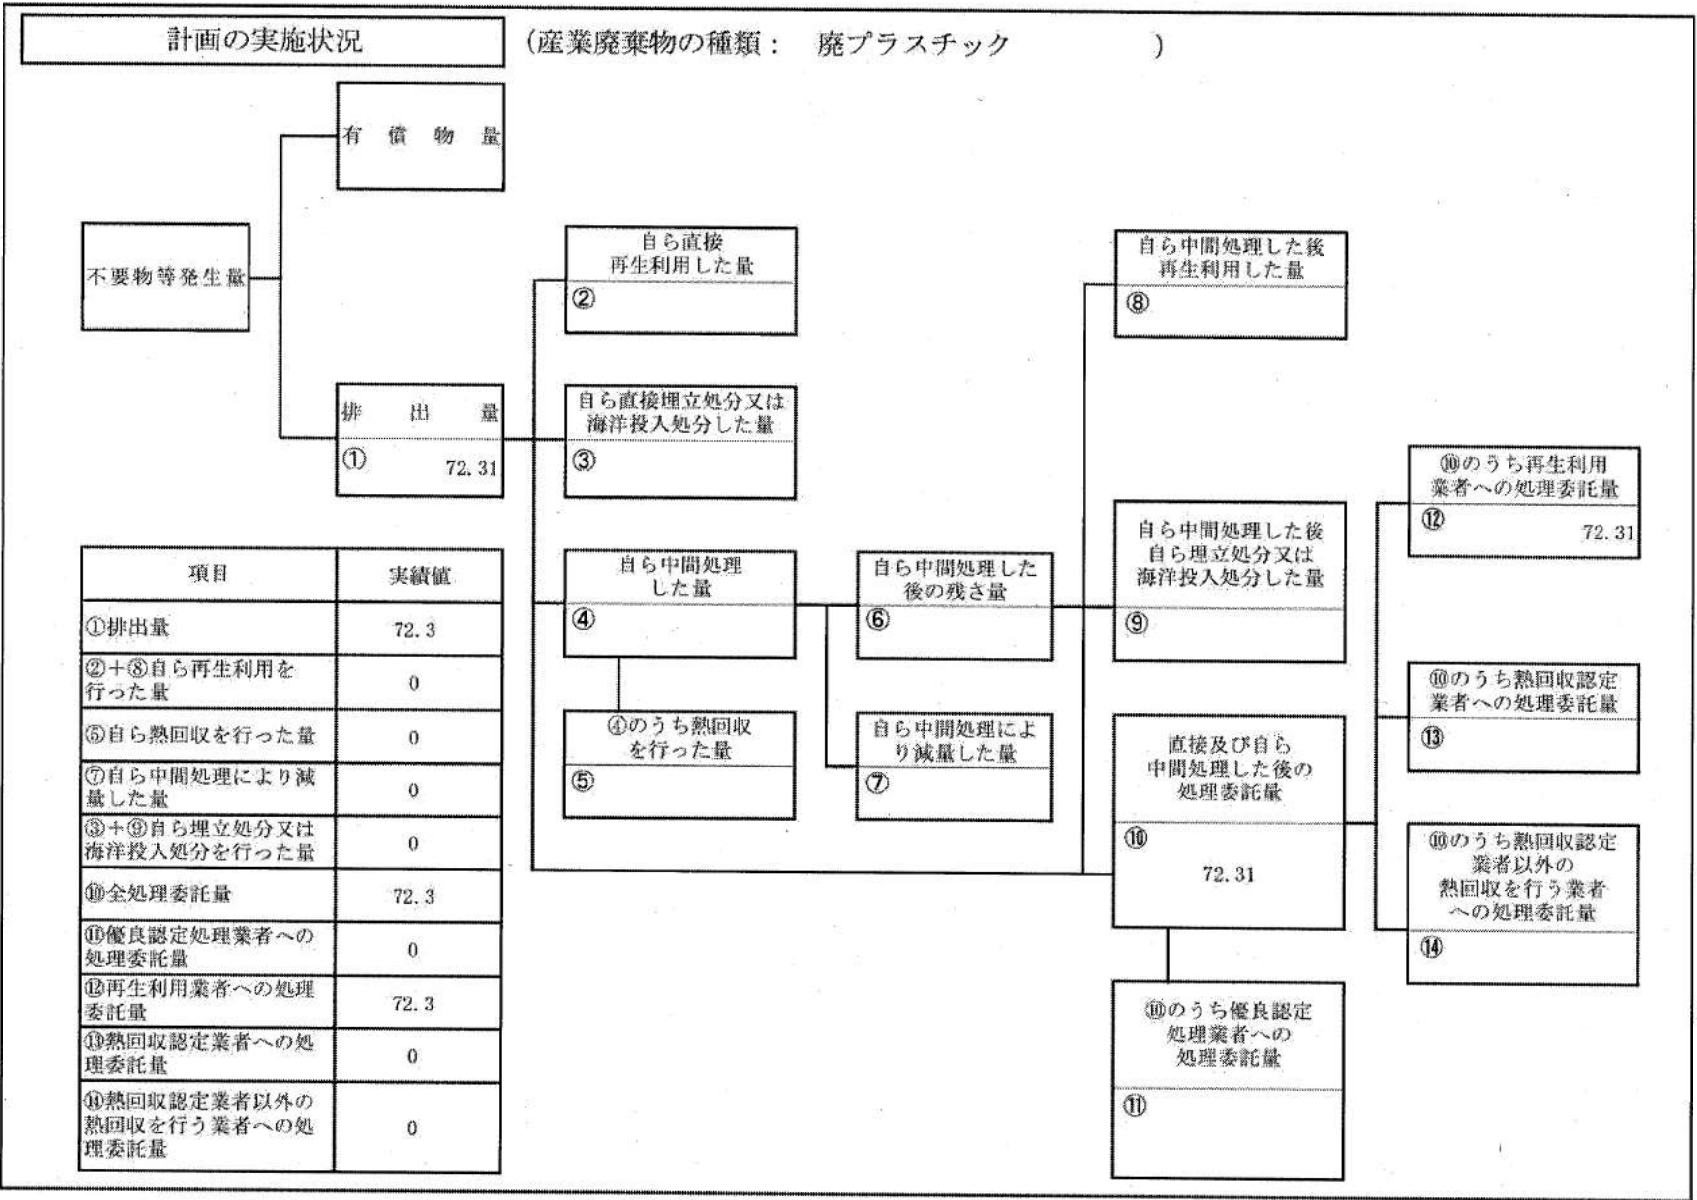 計画の実施状況
(産業廃棄物の種類： 廃プラスチック )
有償物量
不要物等発生量
排出量
① 72.31
自ら直接
再生利用した量
②
自ら直接埋立処分又は
海洋投入処分した量
③
自ら中間処理
した量
④
④のうち熱回収
を行った量
⑤
自ら中間処理した
後の残さ量
⑥
自ら中間処理によ
り減量した量
⑦
自ら中間処理した後
再生利用した量
⑧
自ら中間処理した後
自ら埋立処分又は
海洋投入処分した量
⑨
直接及び自ら
中間処理した後の
処理委託量
⑩
72.31
⑩のうち優良認定
処理業者への
処理委託量
⑪
⑩のうち再生利用
業者への処理委託量
⑫ 72.31
⑩のうち熱回収認定
業者への処理委託量
⑬
⑩のうち熱回収認定
業者以外の
熱回収を行う業者
への処理委託量
⑭
項目 実績値
①排出量 72.3
②＋⑧自ら再生利用を
行った量 0
⑤自ら熱回収を行った量 0
⑦自ら中間処理により減
量した量 0
③＋⑨自ら埋立処分又は
海洋投入処分を行った量 0
⑩全処理委託量 72.3
⑪優良認定処理業者への
処理委託量 0
⑫再生利用業者への処理
委託量 72.3
⑬熱回収認定業者への処
理委託量 0
⑭熱回収認定業者以外の
熱回収を行う業者への処
理委託量 0